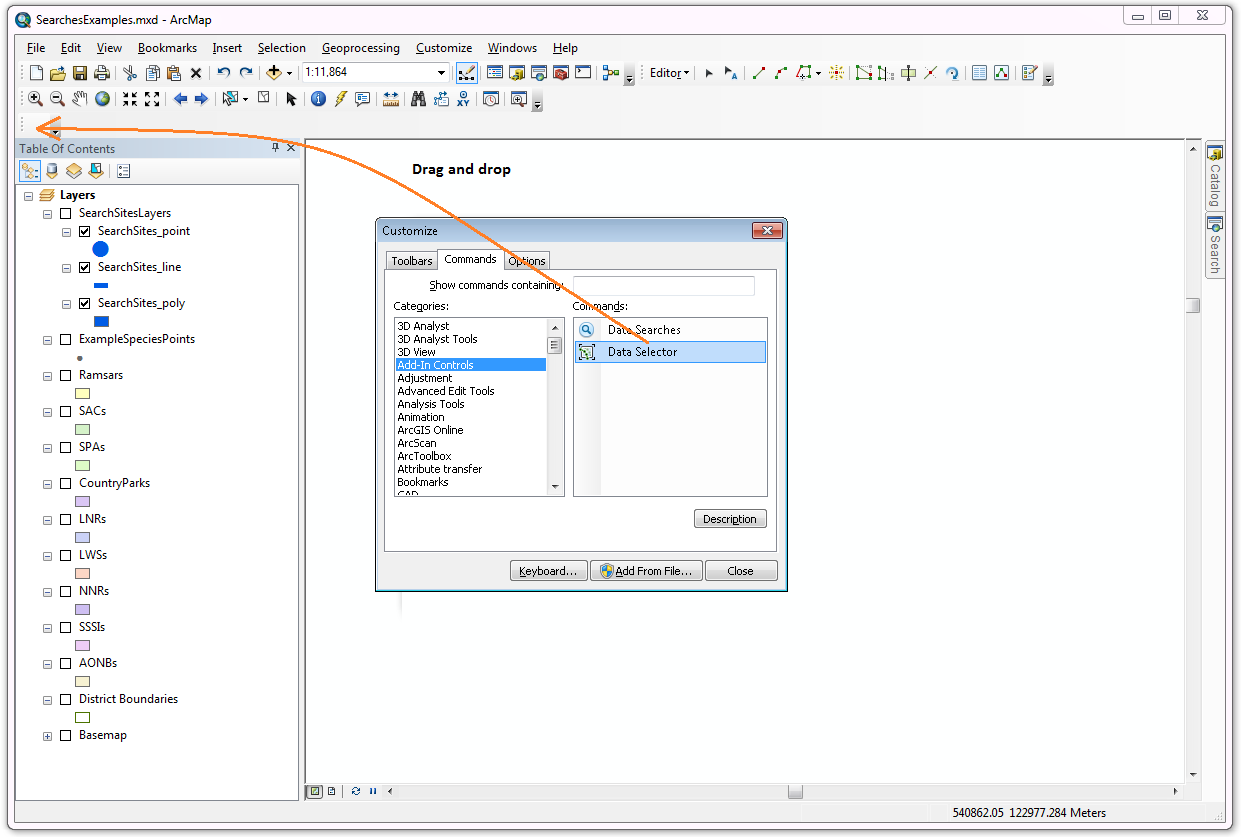 SearchesExamples.mxd - ArcMap
File Edit View Bookmarks Insert Selection Geoprocessing Customize Windows Help
1:11,864 Editor
XY
Table Of Contents
Layers
SearchSitesLayers
SearchSites_point
SearchSites_line
SearchSites_poly
ExampleSpeciesPoints
Ramsars
SACs
SPAs
CountryParks
LNRs
LWSs
NNRs
SSSIs
AONBs
District Boundaries
Basemap
Drag and drop
Customize
Toolbars Commands Options
Show commands containing:
Categories:
3D Analyst
3D Analyst Tools
3D View
Add-In Controls
Adjustment
Advanced Edit Tools
Analysis Tools
Animation
ArcGIS Online
ArcScan
ArcToolbox
Attribute transfer
Bookmarks
CAD
Commands:
Data Searches
Data Selector
Description
Keyboard... Add From File... Close
Catalog
Search
540862.05 122977.284 Meters